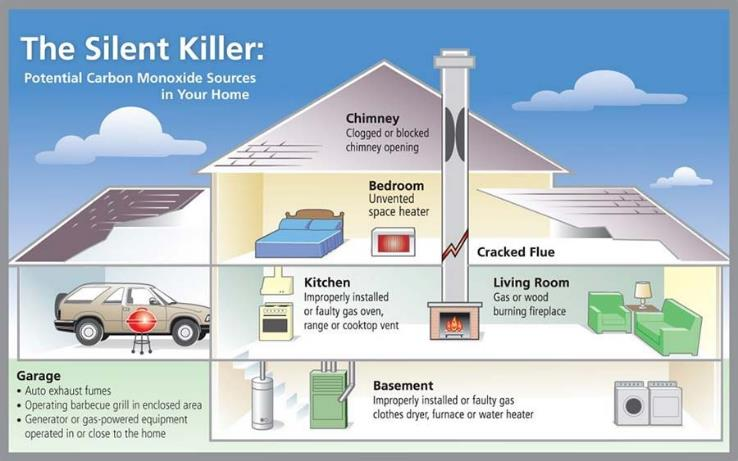 The Silent Killer:
Potential Carbon Monoxide Sources
in Your Home
Chimney
Clogged or blocked
chimney opening
Bedroom
Unvented
space heater
Cracked Flue
Kitchen
Improperly installed
or faulty gas oven,
range or cooktop vent
Living Room
Gas or wood
burning fireplace
Garage
• Auto exhaust fumes
• Operating barbecue grill in enclosed area
• Generator or gas-powered equipment
operated in or close to the home
Basement
Improperly installed or faulty gas
clothes dryer, furnace or water heater